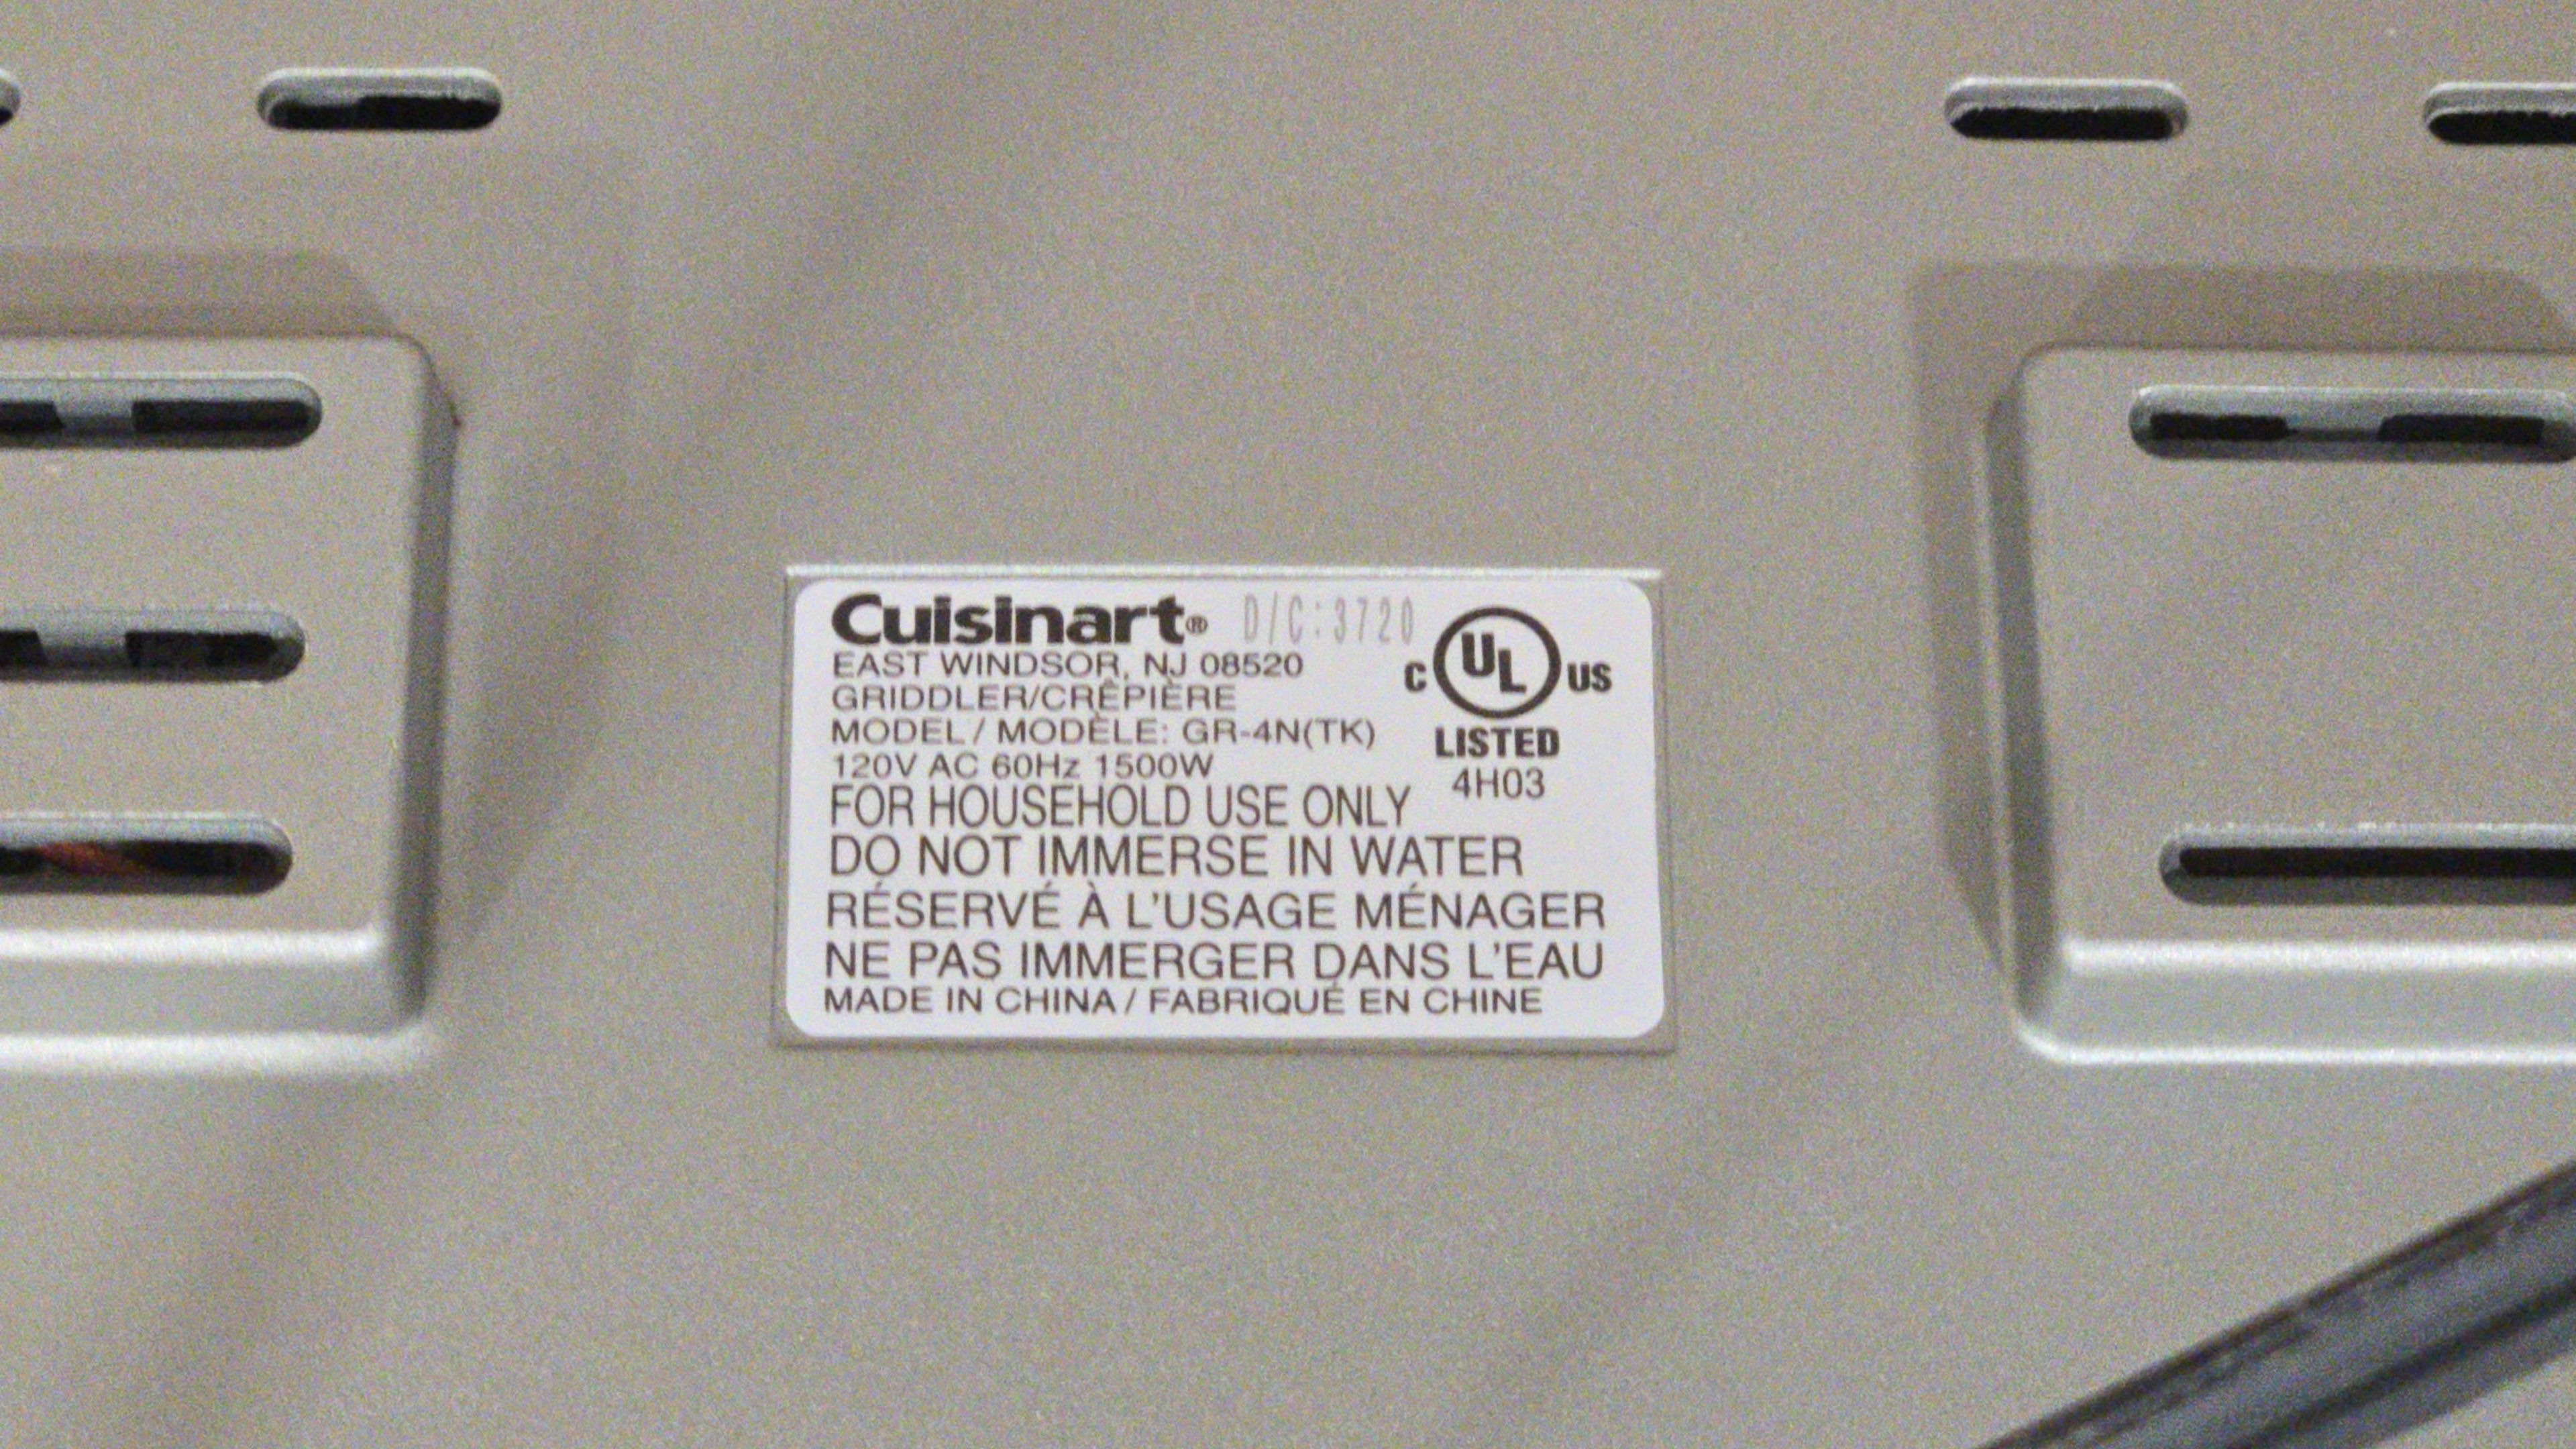 Cuisinart® D/C:3720
EAST WINDSOR, NJ 08520
GRIDDLER/CRÊPIÈRE
MODEL / MODÈLE: GR-4N(TK)
120V AC 60Hz 1500W
FOR HOUSEHOLD USE ONLY
DO NOT IMMERSE IN WATER
RÉSERVÉ À L'USAGE MÉNAGER
NE PAS IMMERGER DANS L'EAU
MADE IN CHINA / FABRIQUÉ EN CHINE
C UL US
LISTED
4H03